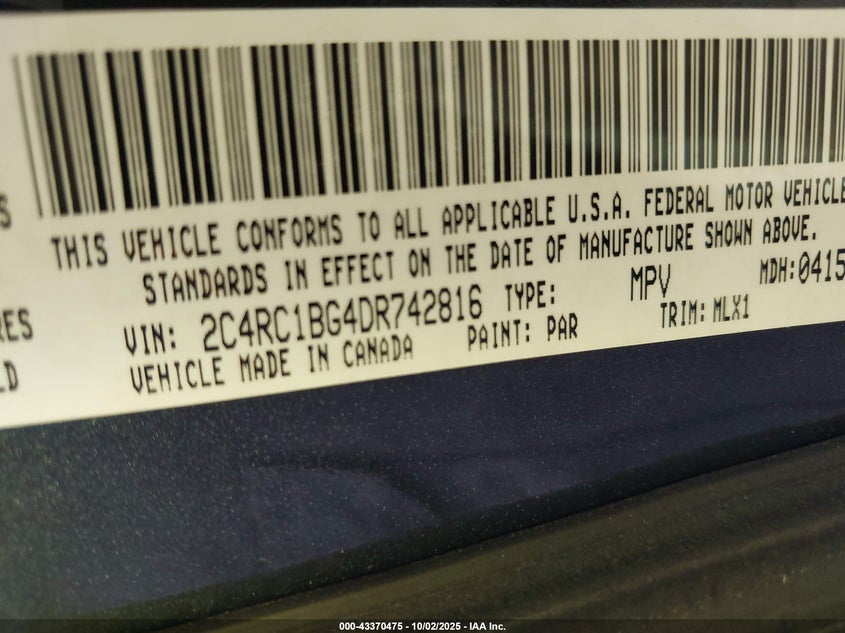 S
THIS VEHICLE CONFORMS TO ALL APPLICABLE U.S.A. FEDERAL MOTOR VEHICLE
STANDARDS IN EFFECT ON THE DATE OF MANUFACTURE SHOWN ABOVE.
RES
VIN: 2C4RC1BG4DR742816 TYPE: MPV MDH:0415
LD
VEHICLE MADE IN CANADA PAINT: PAR TRIM: MLX1
000-43370475 - 10/02/2025 - IAA Inc.